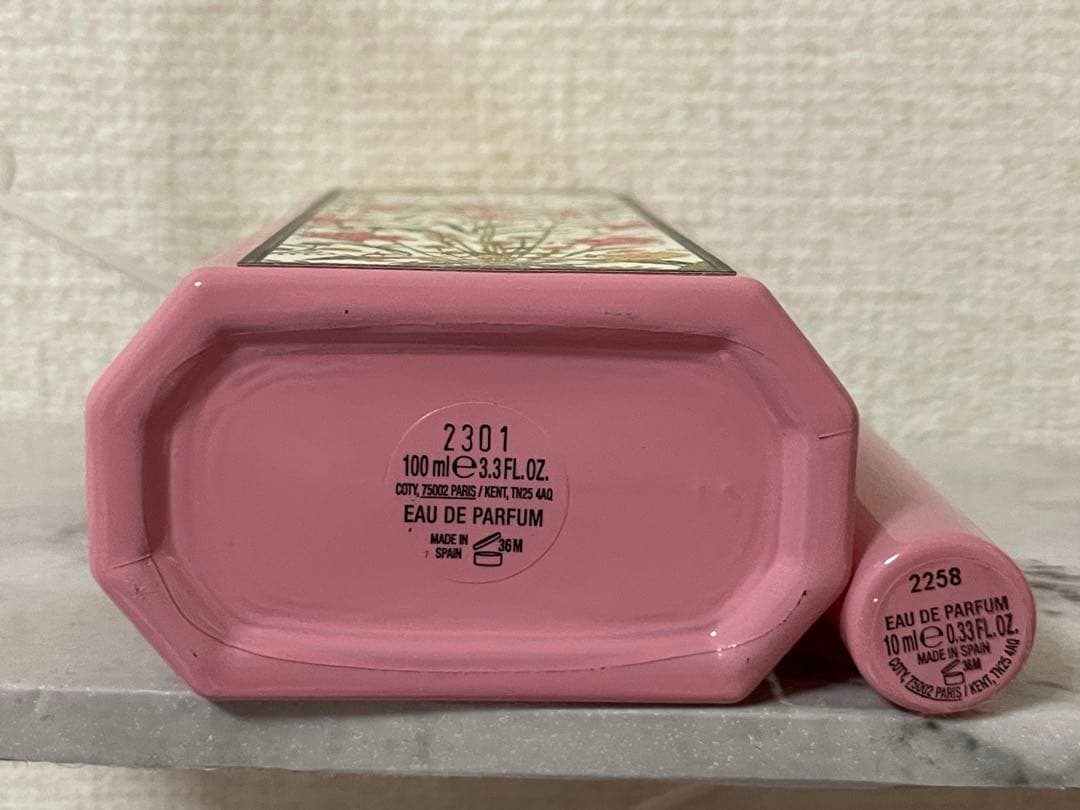 2301
100 ml ℮ 3.3 FL. OZ.
COTY, 75002 PARIS / KENT, TN25 4AQ
EAU DE PARFUM
MADE IN
SPAIN
36M
2258
EAU DE PARFUM
10 ml ℮ 0.33 FL. OZ.
MADE IN SPAIN
36M
COTY, 75002 PARIS / KENT, TN25 4AQ